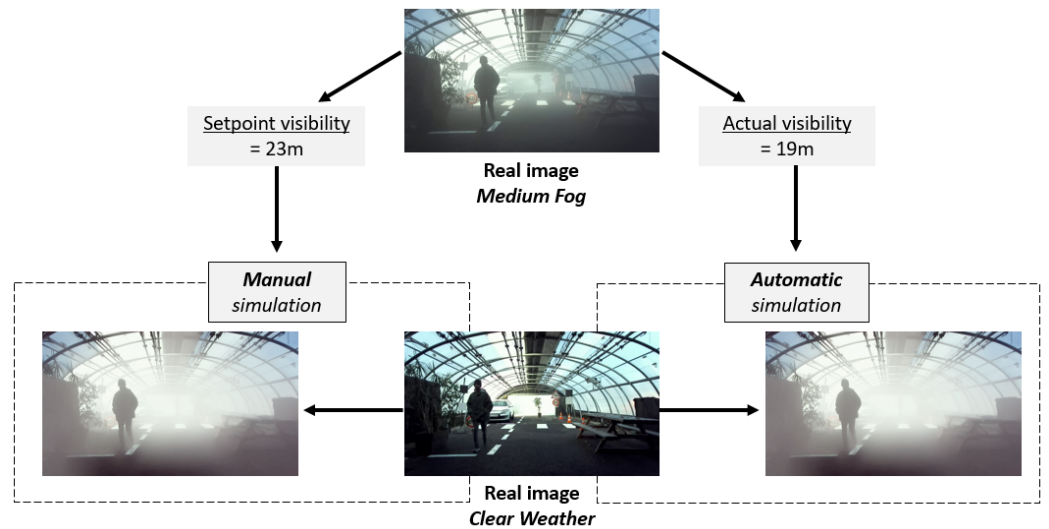 Setpoint visibility
= 23m
Actual visibility
= 19m
Real image
Medium Fog
Manual
simulation
Automatic
simulation
Real image
Clear Weather